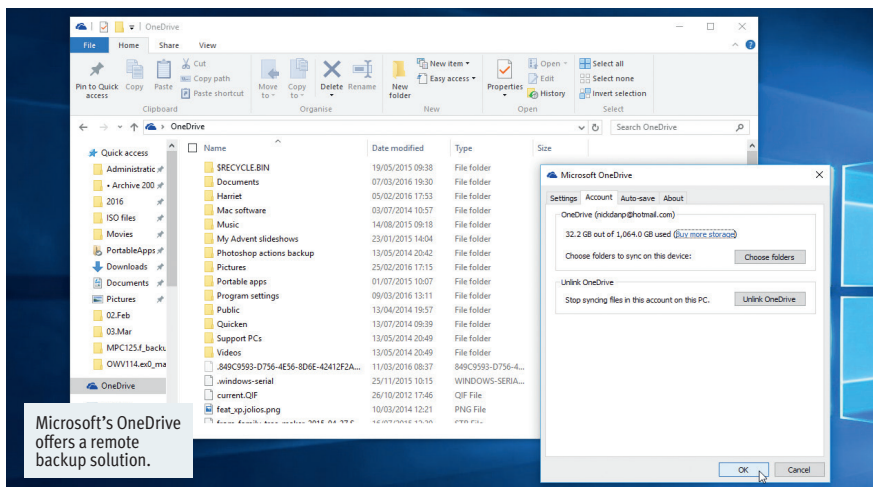 OneDrive
File Home Share View
Pin to Quick access
Copy
Paste
Cut
Copy path
Paste shortcut
Move to
Copy to
Delete
Rename
New folder
New item
Easy access
Properties
Open
Edit
History
Select all
Select none
Invert selection
Clipboard Organise New Open Select
OneDrive
Search OneDrive
Quick access
Administratic
• Archive 200
2016
ISO files
Movies
PortableApps
Downloads
Documents
Pictures
02.Feb
03.Mar
MPC125.f_backu
OWV114.ex0_ma
OneDrive
Name Date modified Type Size
$RECYCLE.BIN 19/05/2015 09:38 File folder
Documents 07/03/2016 19:30 File folder
Harriet 05/02/2016 17:53 File folder
Mac software 03/07/2014 10:57 File folder
Music 14/08/2015 09:18 File folder
My Advent slideshows 23/01/2015 14:04 File folder
Photoshop actions backup 13/05/2014 20:42 File folder
Pictures 25/02/2016 17:15 File folder
Portable apps 01/07/2015 10:07 File folder
Program settings 09/03/2016 13:11 File folder
Public 13/04/2014 19:57 File folder
Quicken 13/07/2014 09:39 File folder
Support PCs 13/05/2014 20:49 File folder
Videos 13/05/2014 20:49 File folder
.849C9593-D756-4E56-8D6E-42412F2A... 11/03/2016 08:37 849C9593-D756-4...
.windows-serial 25/11/2015 10:15 WINDOWS-SERIA...
current.QIF 26/10/2012 17:46 QIF File
feat_xp.jolios.png 10/03/2014 12:21 PNG File
Microsoft OneDrive
Settings Account Auto-save About
OneDrive (nickdanp@hotmail.com)
32.2 GB out of 1,064.0 GB used (Buy more storage)
Choose folders to sync on this device:
Choose folders
Unlink OneDrive
Stop syncing files in this account on this PC.
Unlink OneDrive
OK Cancel
Microsoft's OneDrive
offers a remote
backup solution.